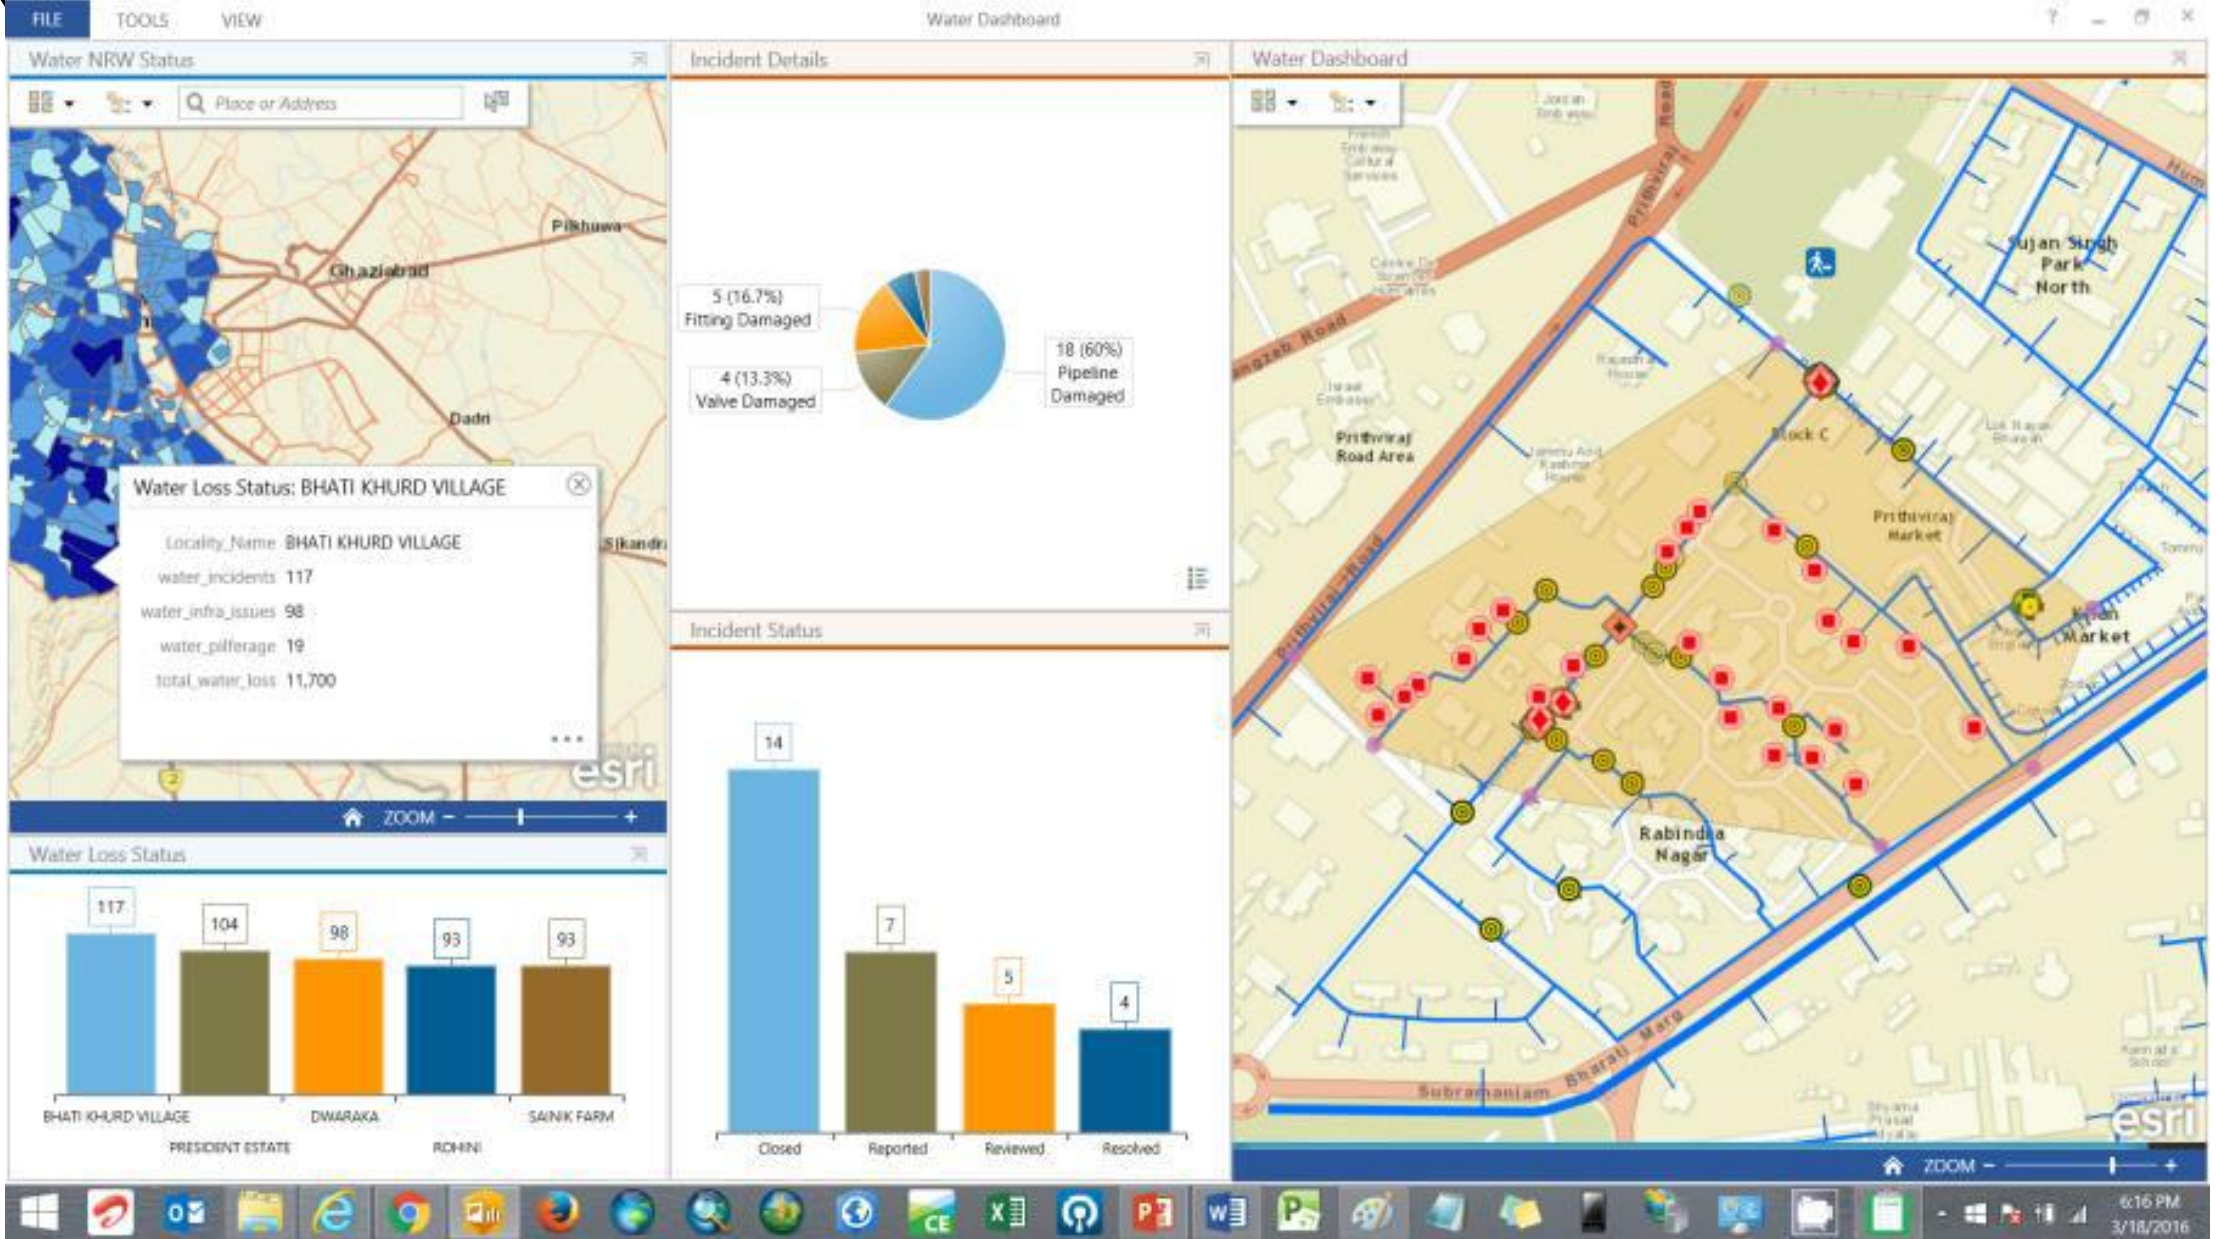 FILE
TOOLS
VIEW
Water Dashboard
?
Water NRW Status
Place or Address
Pilkhuwa
Ghaziabad
Dadri
Water Loss Status: BHATI KHURD VILLAGE
Locality_Name BHATI KHURD VILLAGE
water_incidents 117
water_infra_issues 98
water_pilferage 19
total_water_loss 11,700
2
esri
ZOOM
Water Loss Status
117
104
98
93
93
BHATI KHURD VILLAGE
DWARAKA
SAINIK FARM
PRESIDENT ESTATE
ROHINI
Incident Details
5 (16.7%)
Fitting Damaged
4 (13.3%)
Valve Damaged
18 (60%)
Pipeline
Damaged
Incident Status
14
7
5
4
Closed
Reported
Reviewed
Resolved
Water Dashboard
Road
Prithviraj
Sujan Singh
Park
North
Prithviraj
Road Area
Block C
Prithiviraj
Market
Market
Prithviraj Road
Rabindra
Nagar
Subramaniam
Bharati Marg
esri
ZOOM
CE
6:16 PM
3/18/2016